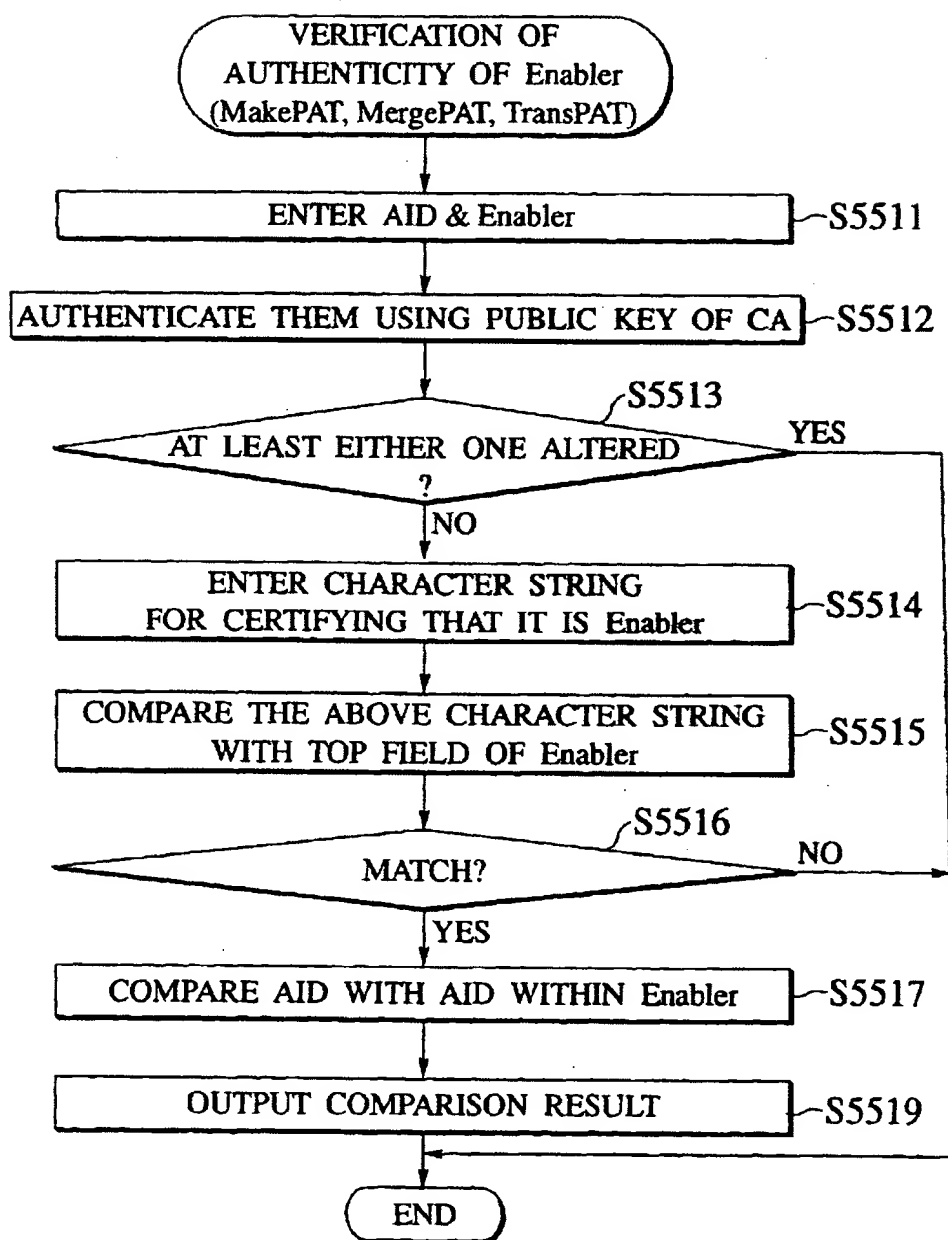 VERIFICATION OF
AUTHENTICITY OF Enabler
(MakePAT, MergePAT, TransPAT)
ENTER AID & Enabler
S5511
AUTHENTICATE THEM USING PUBLIC KEY OF CA
S5512
S5513
AT LEAST EITHER ONE ALTERED
?
YES
NO
ENTER CHARACTER STRING
FOR CERTIFYING THAT IT IS Enabler
S5514
COMPARE THE ABOVE CHARACTER STRING
WITH TOP FIELD OF Enabler
S5515
S5516
MATCH?
NO
YES
COMPARE AID WITH AID WITHIN Enabler
S5517
OUTPUT COMPARISON RESULT
S5519
END